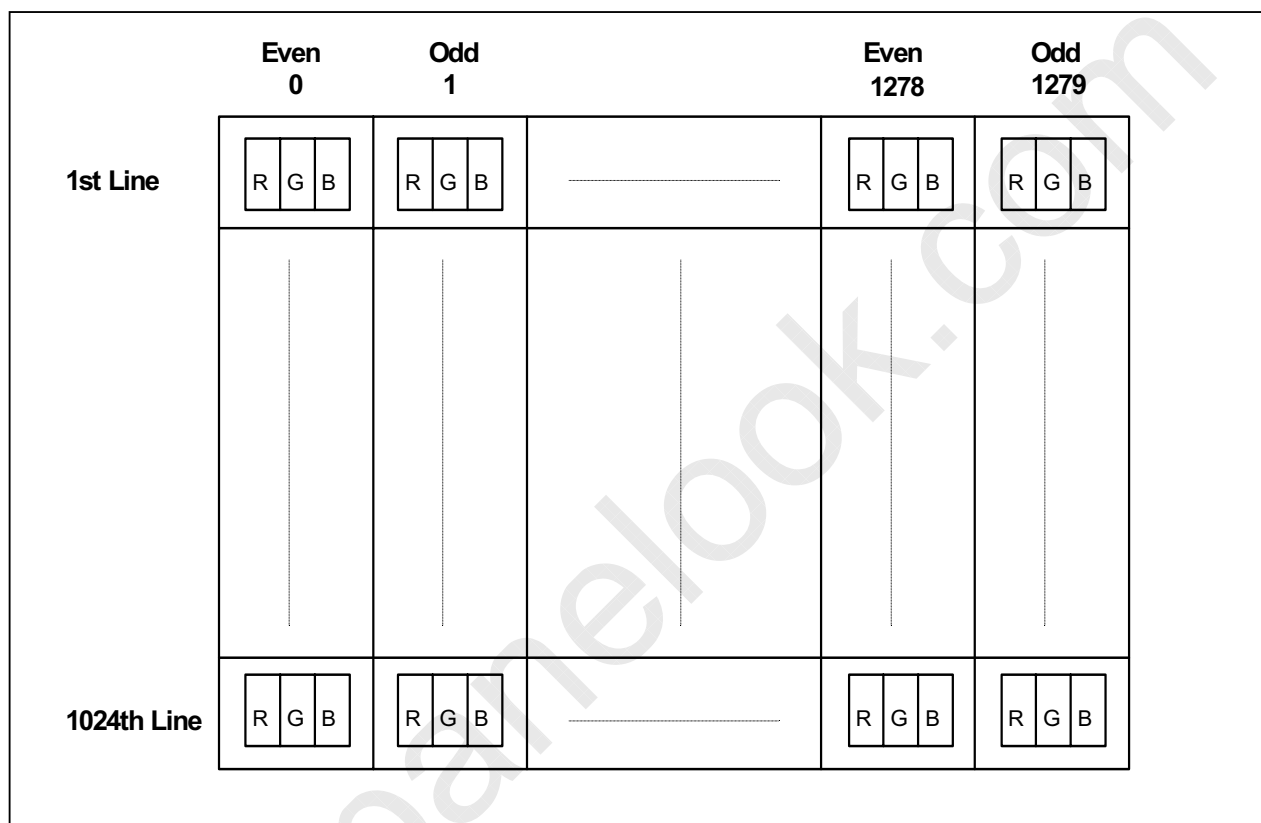 Even Odd Even Odd
0 1 1278 1279
1st Line R G B R G B R G B R G B
1024th Line R G B R G B R G B R G B
panelook.com